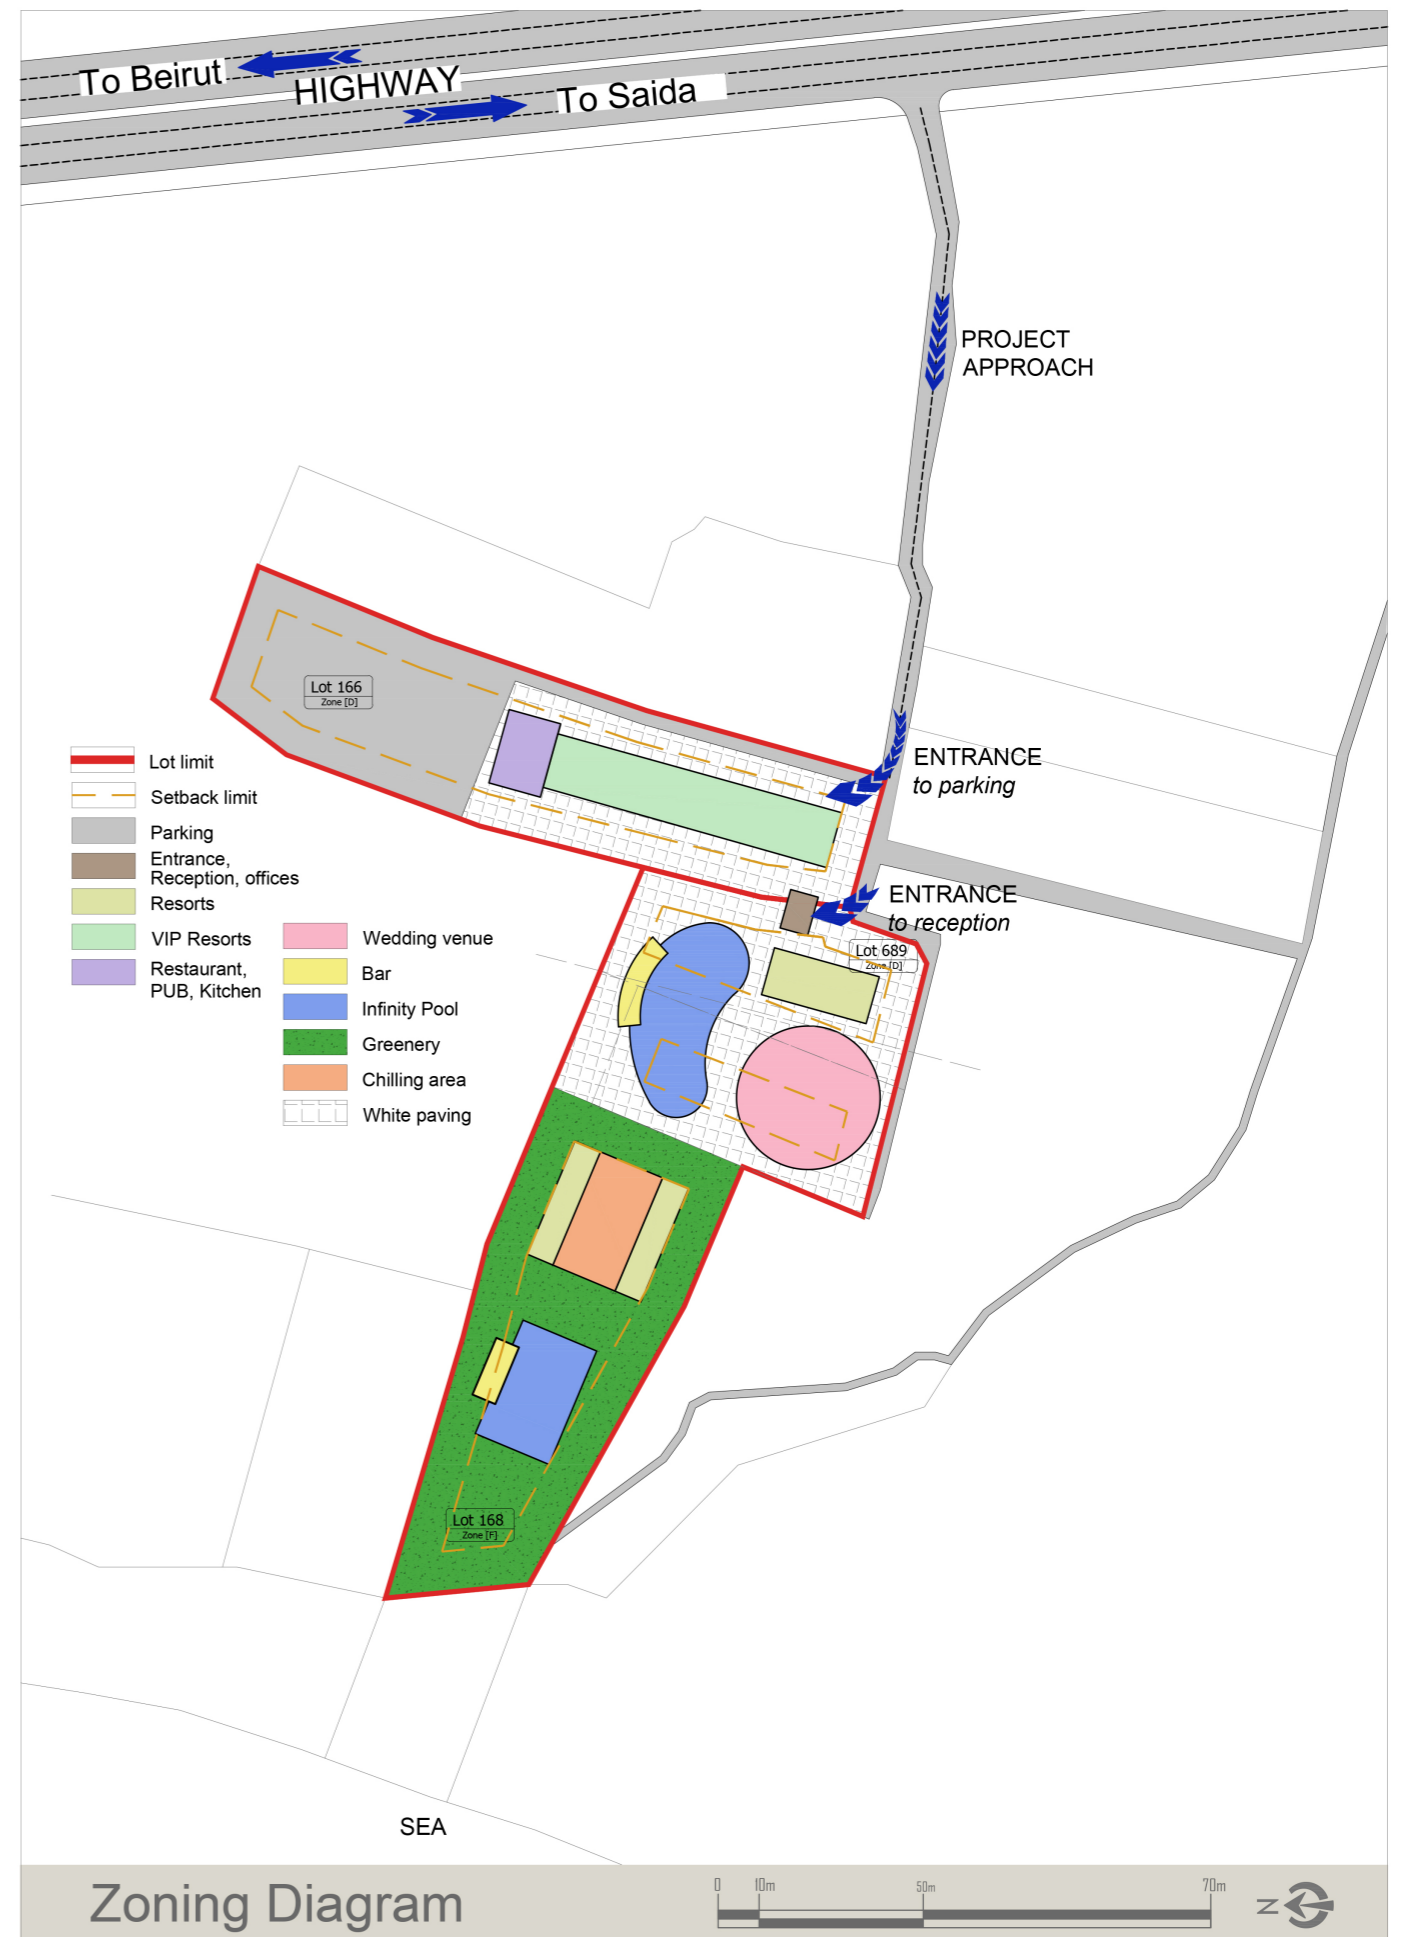 To Beirut
HIGHWAY
To Saida
PROJECT
APPROACH
Lot 166
Zone [D]
ENTRANCE
to parking
ENTRANCE
to reception
Lot 689
Zone [D]
Lot limit
Setback limit
Parking
Entrance,
Reception, offices
Resorts
VIP Resorts
Restaurant,
PUB, Kitchen
Wedding venue
Bar
Infinity Pool
Greenery
Chilling area
White paving
Lot 168
Zone [F]
SEA
Zoning Diagram
0 10m 50m 70m
N